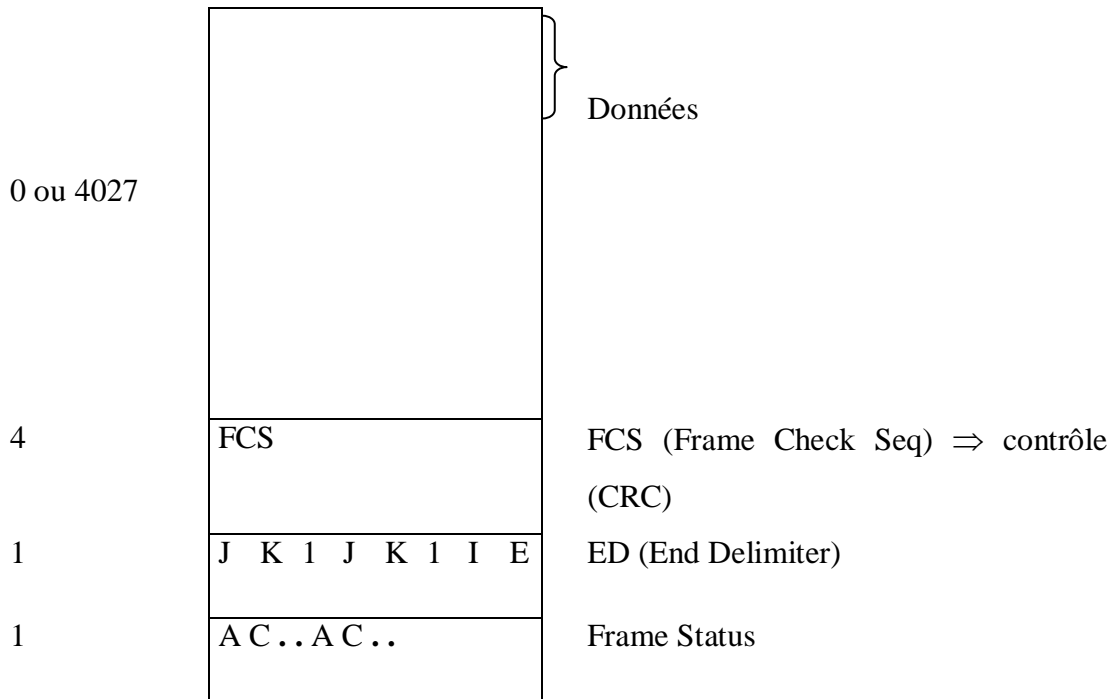 Données
0 ou 4027
4 FCS FCS (Frame Check Seq) ⇒ contrôle
(CRC)
1 J K 1 J K 1 I E ED (End Delimiter)
1 A C . . A C . . Frame Status